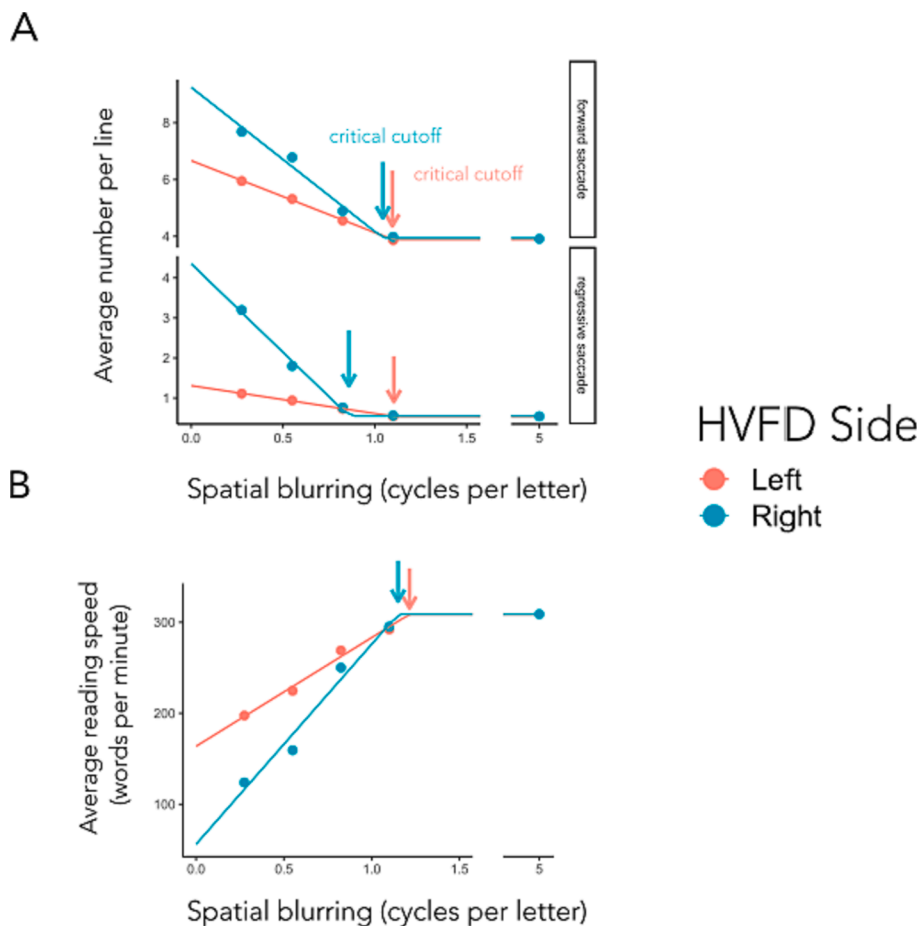 A
8
6
4
critical cutoff
critical cutoff
forward saccade
4
3
2
1
regressive saccade
Average number per line
0.0 0.5 1.0 1.5 5
Spatial blurring (cycles per letter)
HVFD Side
Left
Right
B
300
200
100
Average reading speed
(words per minute)
0.0 0.5 1.0 1.5 5
Spatial blurring (cycles per letter)